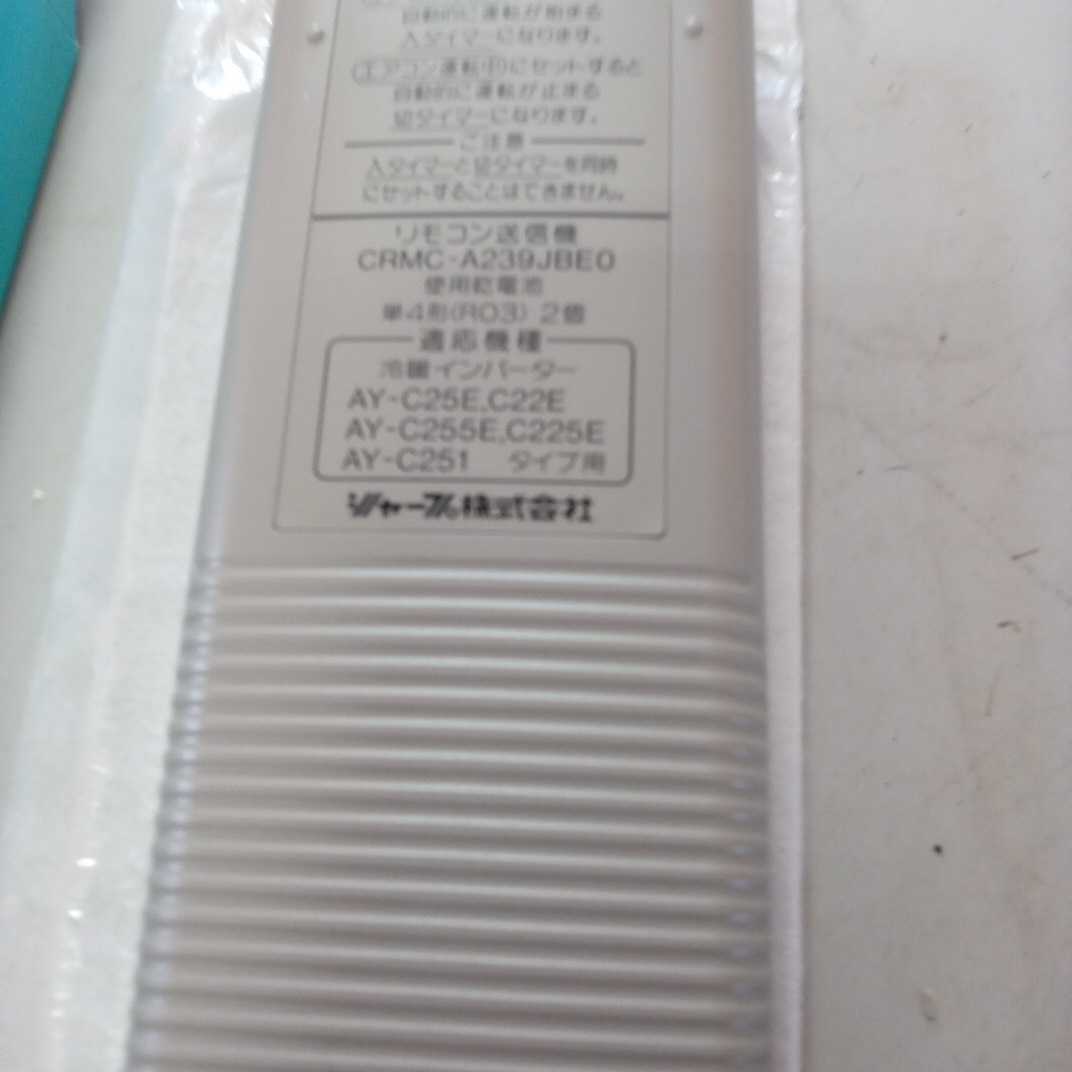 自動的に運転が始まる
入タイマーになります。
エアコン運転中にセットすると
自動的に運転が止まる
切タイマーになります。
ご注意
入タイマーと切タイマーを同時
にセットすることはできません。
リモコン送信機
CRMC-A239JBE0
使用乾電池
単4形(R03) 2個
適応機種
冷暖インバーター
AY-C25E,C22E
AY-C255E,C225E
AY-C251 タイプ用
シャープ株式会社